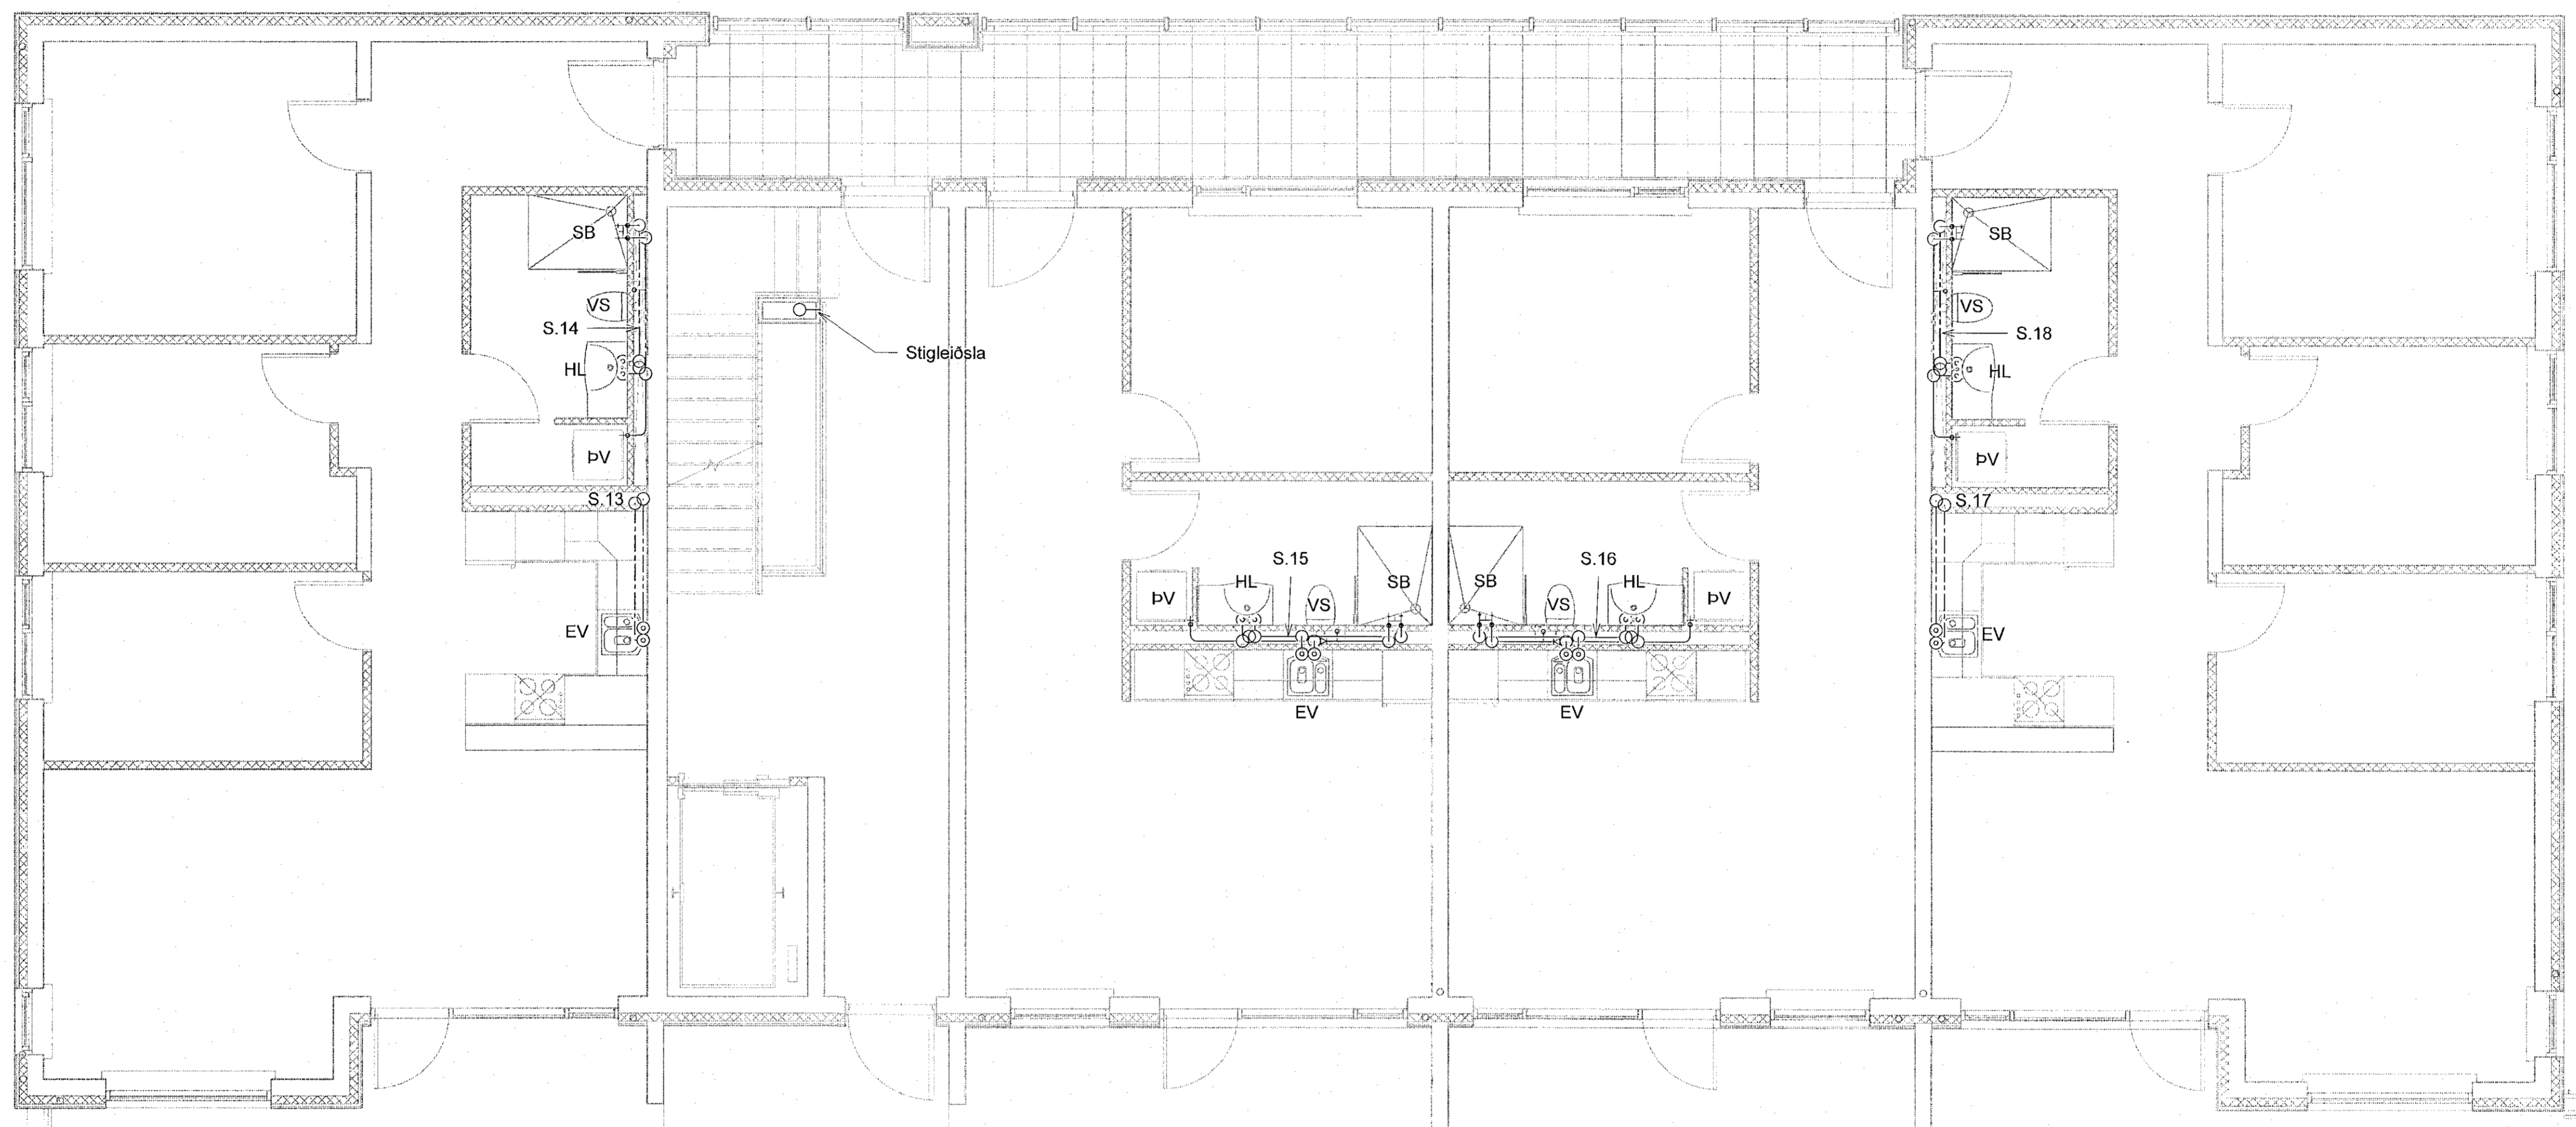 SB
SB
VS
VS
S.14
S.18
Stigleiðsla
HL
HL
ÞV
ÞV
S.13
S.17
S.15
S.16
HL
SB
SB
HL
ÞV
VS
VS
ÞV
EV
EV
EV
EV